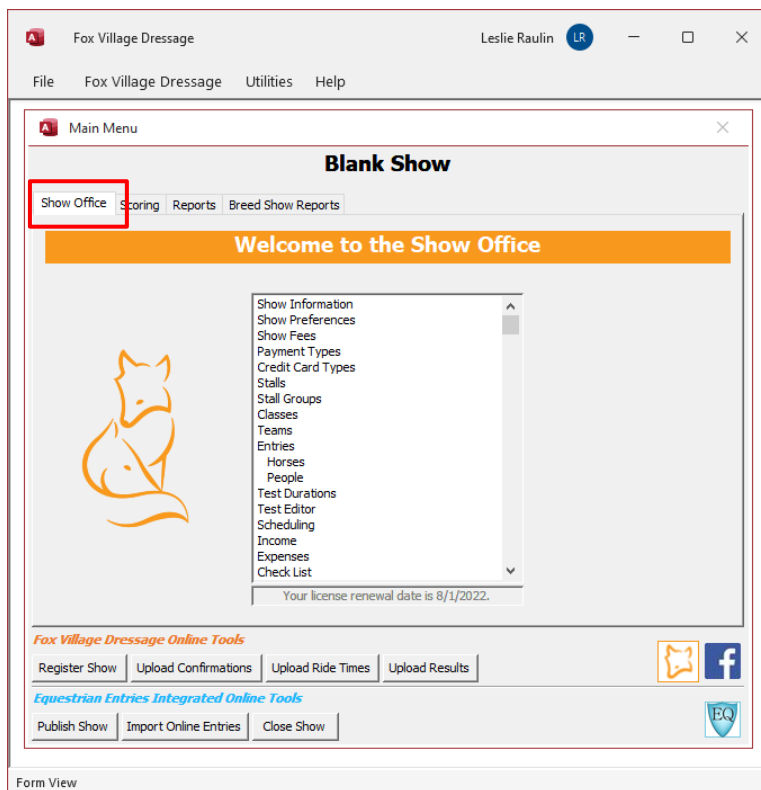 Fox Village Dressage Leslie Raulin LR
File Fox Village Dressage Utilities Help
Main Menu
Blank Show
Show Office Scoring Reports Breed Show Reports
Welcome to the Show Office
Show Information
Show Preferences
Show Fees
Payment Types
Credit Card Types
Stalls
Stall Groups
Classes
Teams
Entries
Horses
People
Test Durations
Test Editor
Scheduling
Income
Expenses
Check List
Your license renewal date is 8/1/2022.
Fox Village Dressage Online Tools
Register Show Upload Confirmations Upload Ride Times Upload Results
f
Equestrian Entries Integrated Online Tools
Publish Show Import Online Entries Close Show
EQ
Form View